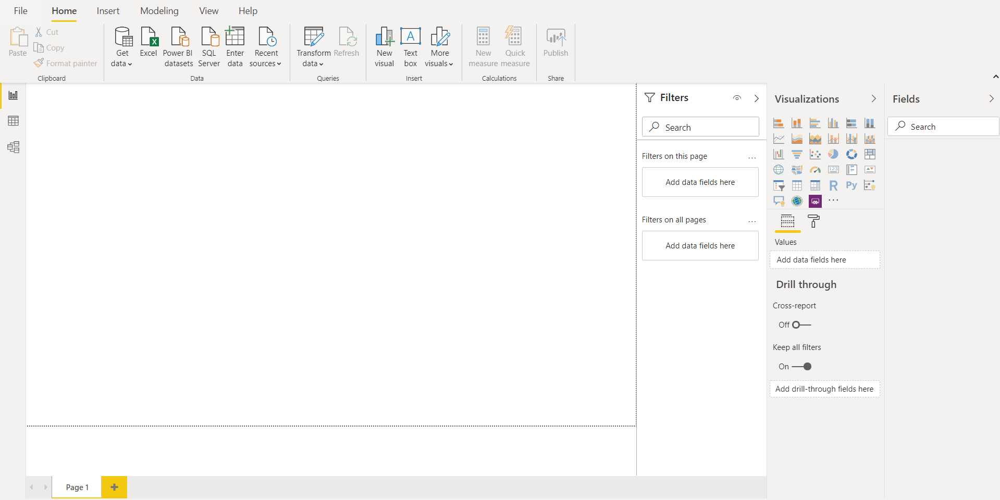 File Home Insert Modeling View Help
Paste
Cut
Copy
Format painter
Clipboard
Get
data
Excel
Power BI
datasets
SQL
Server
Enter
data
Recent
sources
Data
Transform
data
Refresh
Queries
New
visual
Text
box
More
visuals
Insert
New
measure
Quick
measure
Calculations
Publish
Share
Filters
Search
Filters on this page ...
Add data fields here
Filters on all pages ...
Add data fields here
Visualizations
123
R Py
...
Values
Add data fields here
Drill through
Cross-report
Off
Keep all filters
On
Add drill-through fields here
Fields
Search
Page 1